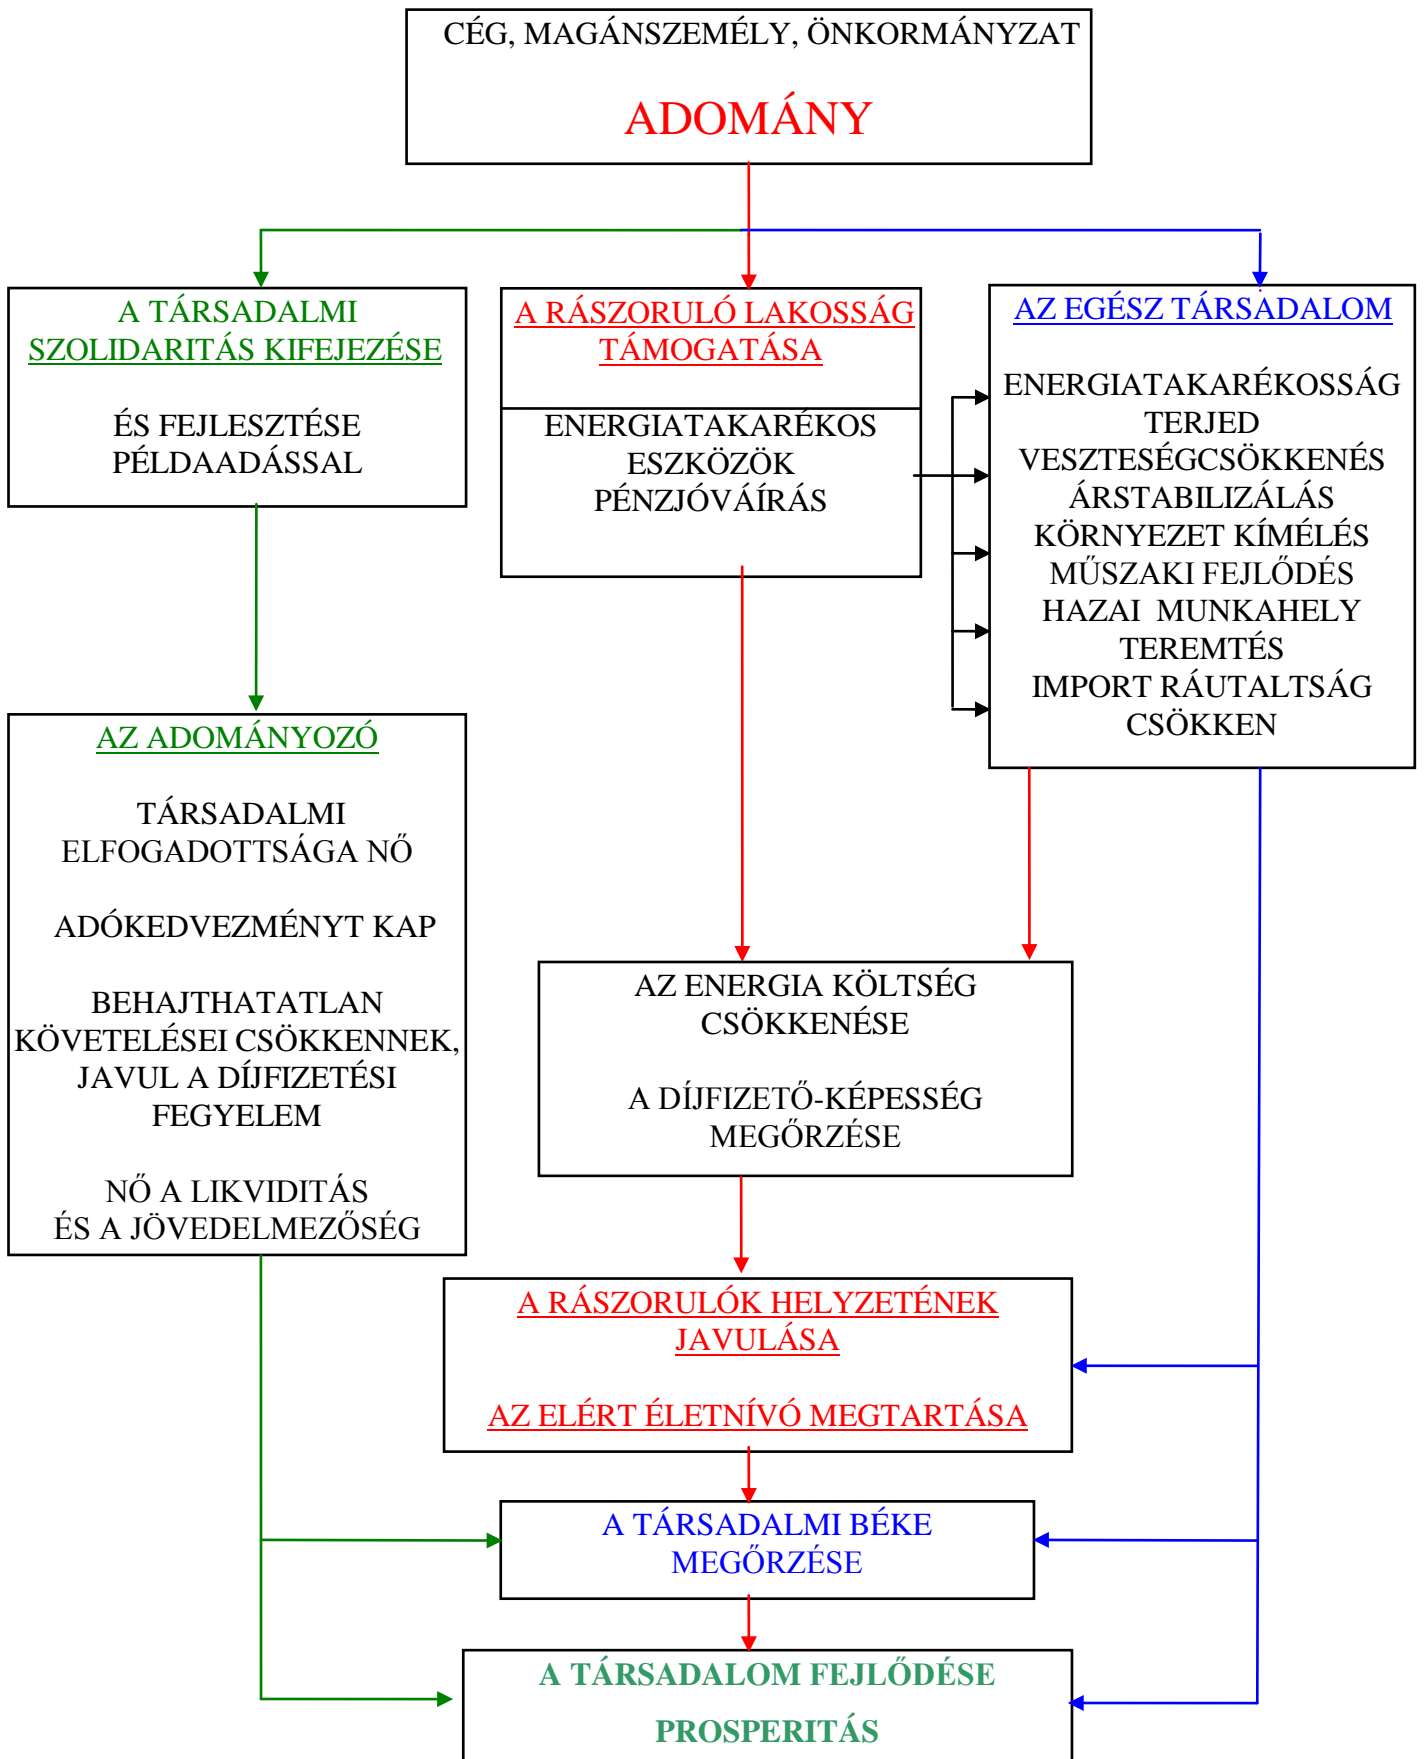 CÉG, MAGÁNSZEMÉLY, ÖNKORMÁNYZAT
ADOMÁNY
A TÁRSADALMI
SZOLIDARITÁS KIFEJEZÉSE
ÉS FEJLESZTÉSE
PÉLDAADÁSSAL
A RÁSZORULÓ LAKOSSÁG
TÁMOGATÁSA
ENERGIATAKARÉKOS
ESZKÖZÖK
PÉNZJÓVÁÍRÁS
AZ EGÉSZ TÁRSADALOM
ENERGIATAKARÉKOSSÁG
TERJED
VESZTESÉGCSÖKKENÉS
ÁRSTABILIZÁLÁS
KÖRNYEZET KÍMÉLÉS
MŰSZAKI FEJLŐDÉS
HAZAI MUNKAHELY
TEREMTÉS
IMPORT RÁUTALTSÁG
CSÖKKEN
AZ ADOMÁNYOZÓ
TÁRSADALMI
ELFOGADOTTSÁGA NŐ
ADÓKEDVEZMÉNYT KAP
BEHAJTHATATLAN
KÖVETELÉSEI CSÖKKENNEK,
JAVUL A DÍJFIZETÉSI
FEGYELEM
NŐ A LIKVIDITÁS
ÉS A JÖVEDELMEZŐSÉG
AZ ENERGIA KÖLTSÉG
CSÖKKENÉSE
A DÍJFIZETŐ-KÉPESSÉG
MEGŐRZÉSE
A RÁSZORULÓK HELYZETÉNEK
JAVULÁSA
AZ ELÉRT ÉLETNÍVÓ MEGTARTÁSA
A TÁRSADALMI BÉKE
MEGŐRZÉSE
A TÁRSADALOM FEJLŐDÉSE
PROSPERITÁS